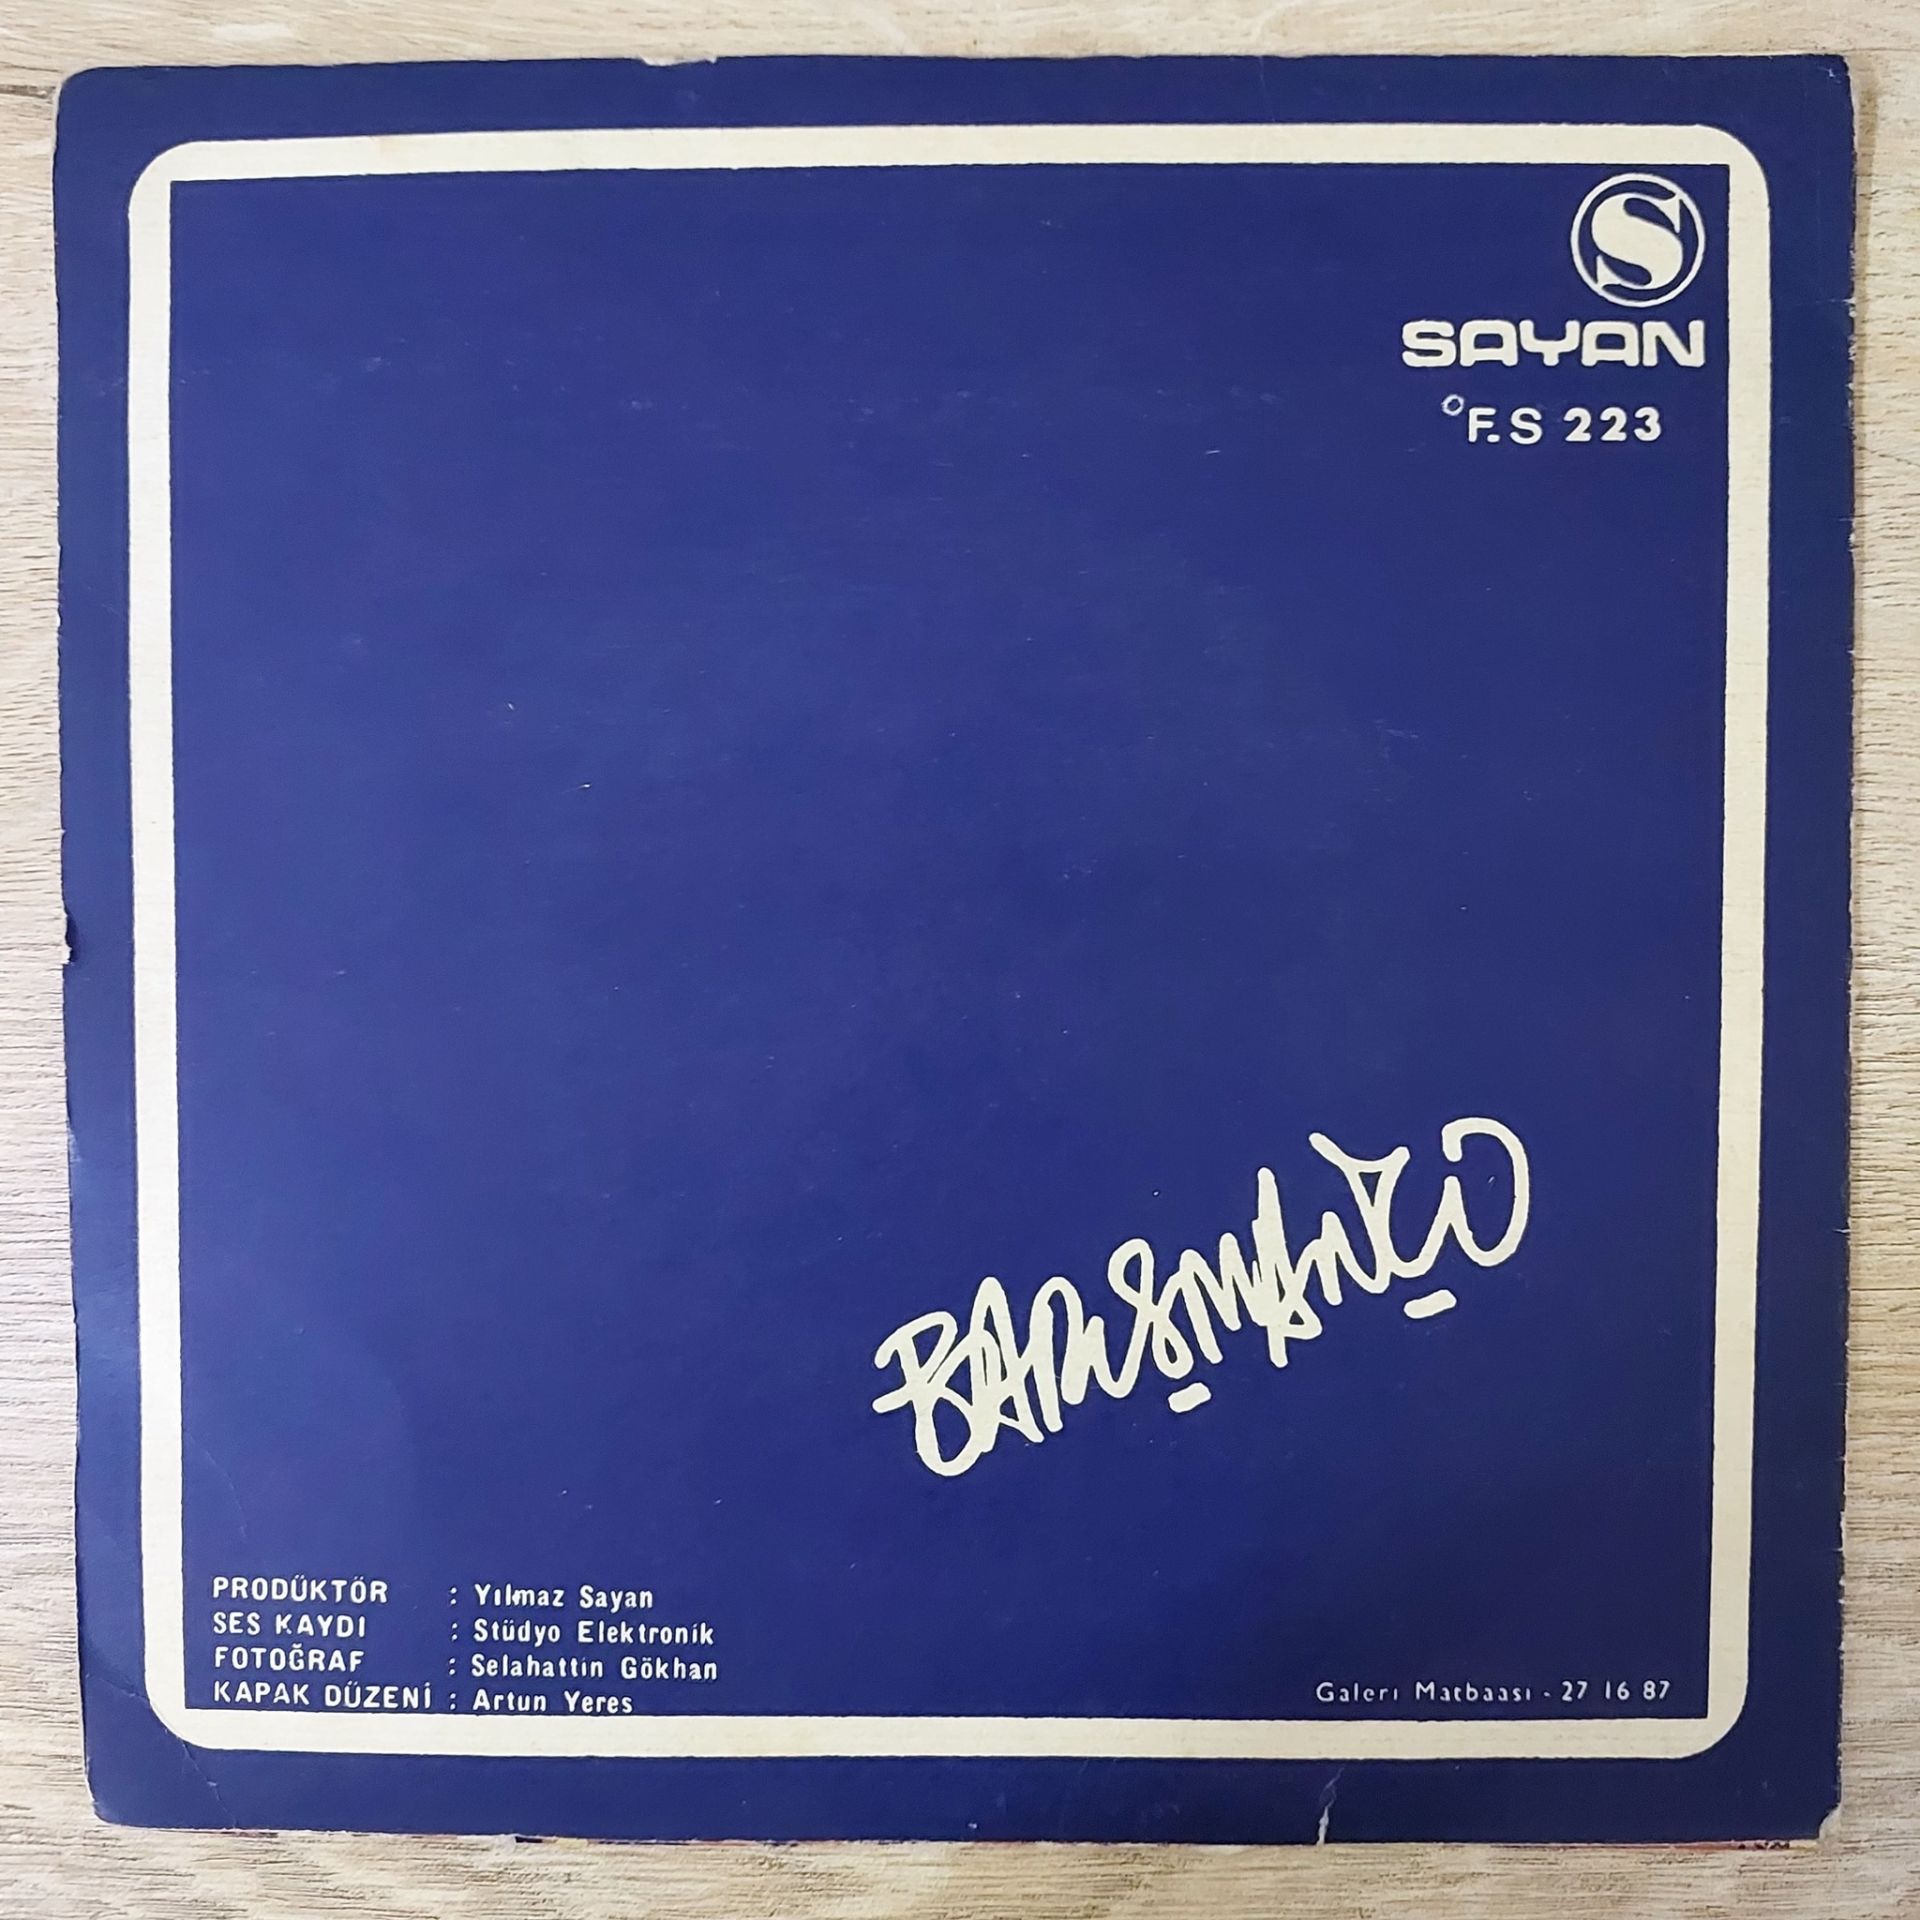 S
SAYAN
F.S 223
BARIŞMANÇO
PRODÜKTÖR : Yılmaz Sayan
SES KAYDI : Stüdyo Elektronik
FOTOĞRAF : Selahattin Gökhan
KAPAK DÜZENİ : Artun Yeres
Galeri Matbaası - 27 16 87